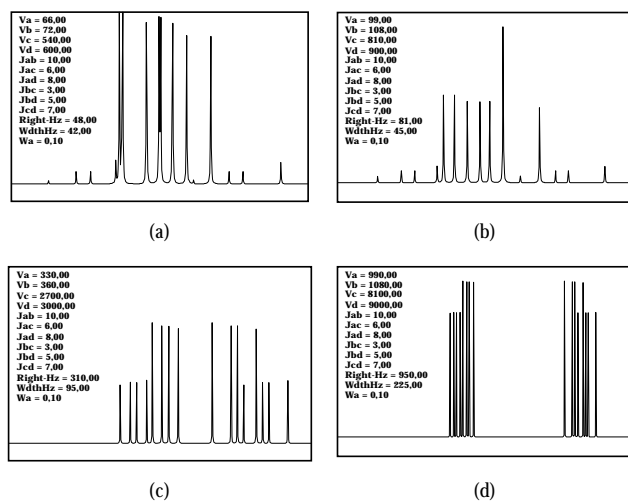 Va = 66,00
Vb = 72,00
Vc = 540,00
Vd = 600,00
Jab = 10,00
Jac = 6,00
Jad = 8,00
Jbc = 3,00
Jbd = 5,00
Jcd = 7,00
Right-Hz = 48,00
WdthHz = 42,00
Wa = 0,10
(a)
Va = 99,00
Vb = 108,00
Vc = 810,00
Vd = 900,00
Jab = 10,00
Jac = 6,00
Jad = 8,00
Jbc = 3,00
Jbd = 5,00
Jcd = 7,00
Right-Hz = 81,00
WdthHz = 45,00
Wa = 0,10
(b)
Va = 330,00
Vb = 360,00
Vc = 2700,00
Vd = 3000,00
Jab = 10,00
Jac = 6,00
Jad = 8,00
Jbc = 3,00
Jbd = 5,00
Jcd = 7,00
Right-Hz = 310,00
WdthHz = 95,00
Wa = 0,10
(c)
Va = 990,00
Vb = 1080,00
Vc = 8100,00
Vd = 9000,00
Jab = 10,00
Jac = 6,00
Jad = 8,00
Jbc = 3,00
Jbd = 5,00
Jcd = 7,00
Right-Hz = 950,00
WdthHz = 225,00
Wa = 0,10
(d)